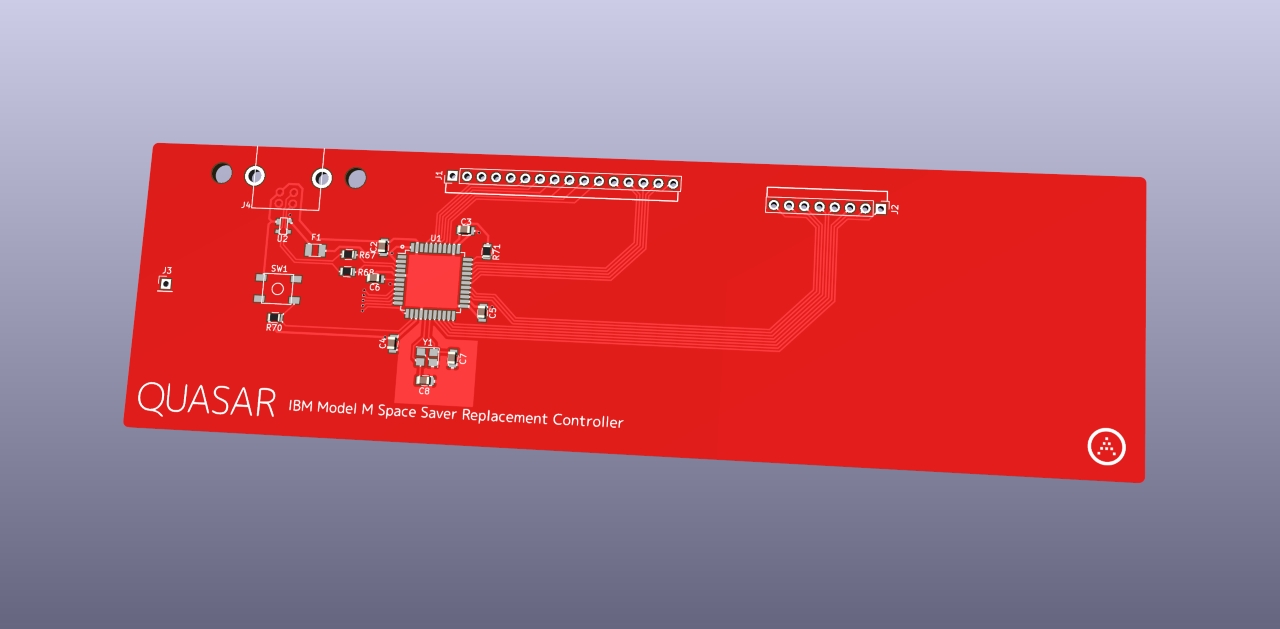 J1
J2
J4
U2
F1
C3
U1
C2
R71
R67
R68
C6
SW1
J3
C5
R70
C4
Y1
C7
C8
QUASAR
IBM Model M Space Saver Replacement Controller